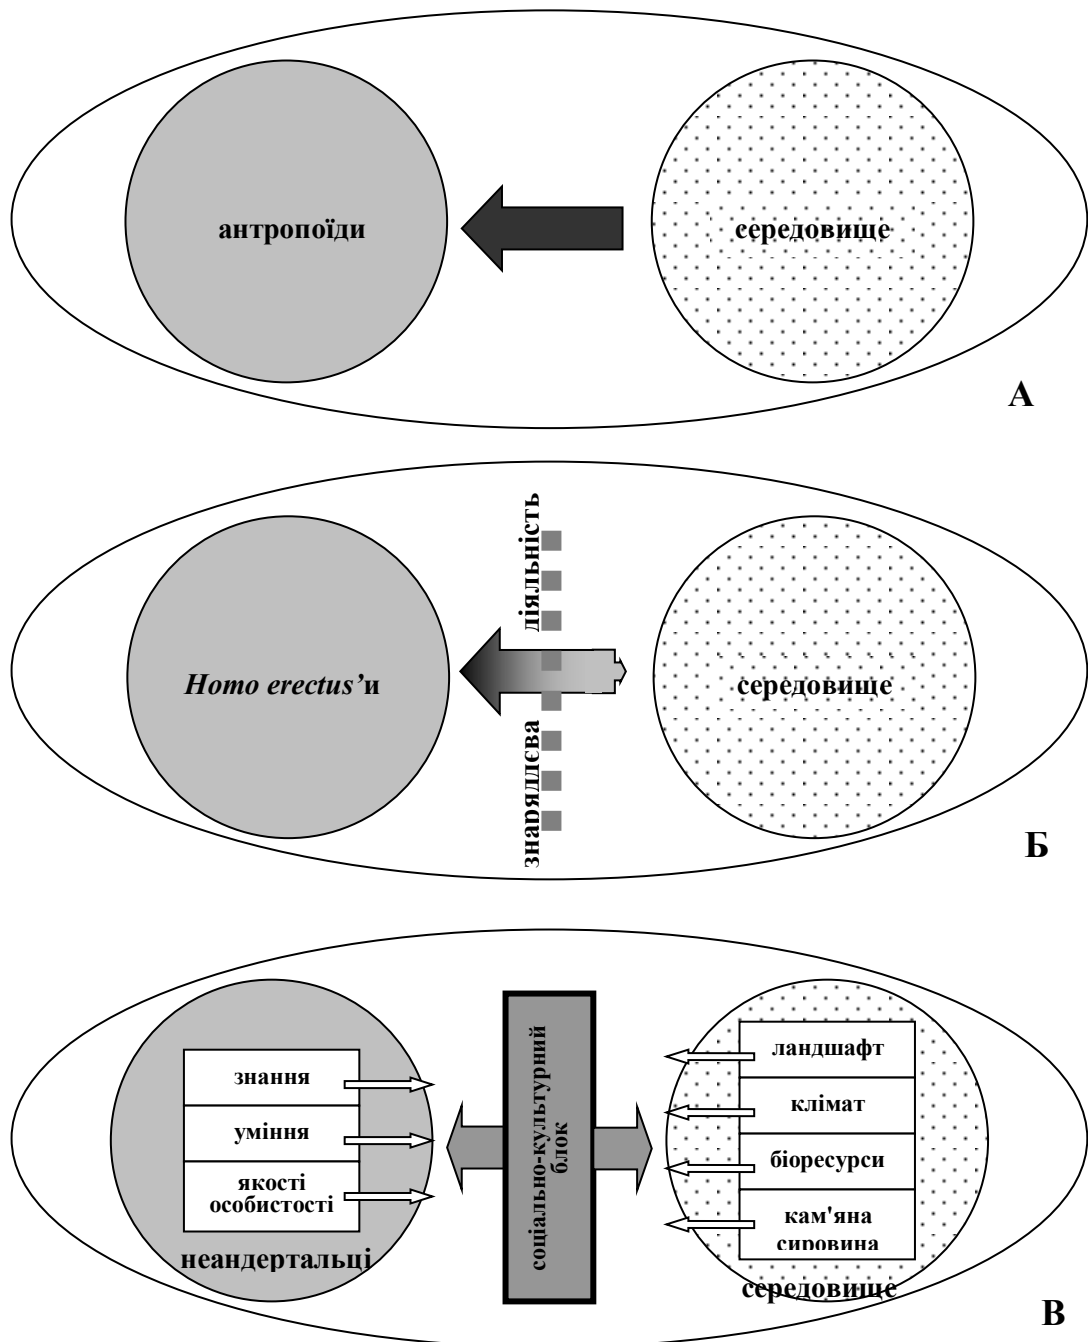 антропоїди
середовище
А
діяльність
знаряддєва
Homo erectus’и
середовище
Б
знання
уміння
якості
особистості
неандертальці
соціально-культурний
блок
ландшафт
клімат
біоресурси
кам'яна
сировина
середовище
В